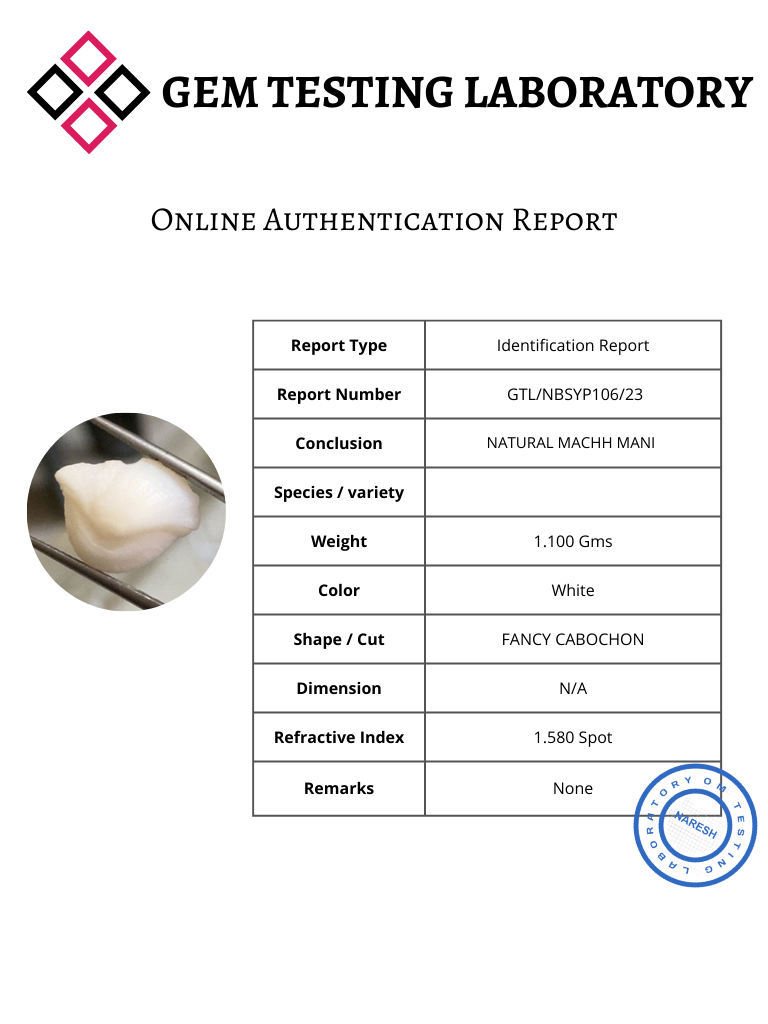 GEM TESTING LABORATORY
Online Authentication Report
Report Type Identification Report
Report Number GTL/NBSYP106/23
Conclusion NATURAL MACHH MANI
Species / variety
Weight 1.100 Gms
Color White
Shape / Cut FANCY CABOCHON
Dimension N/A
Refractive Index 1.580 Spot
Remarks None
OM TESTING LABORATORY
NARESH